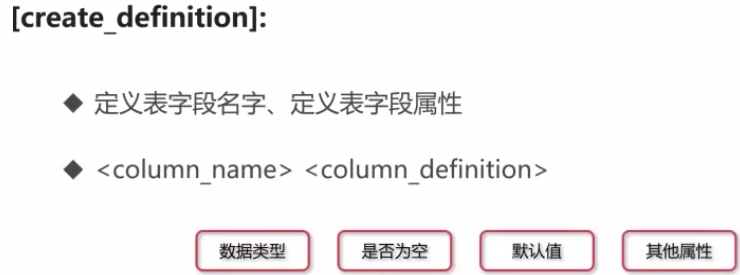 [create_definition]:
◆ 定义表字段名字、定义表字段属性
◆ <column_name> <column_definition>
数据类型 是否为空 默认值 其他属性